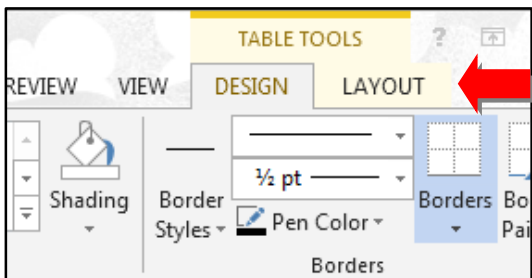 TABLE TOOLS ?
REVIEW VIEW DESIGN LAYOUT
½ pt
Shading Border Styles Pen Color Borders
Borders